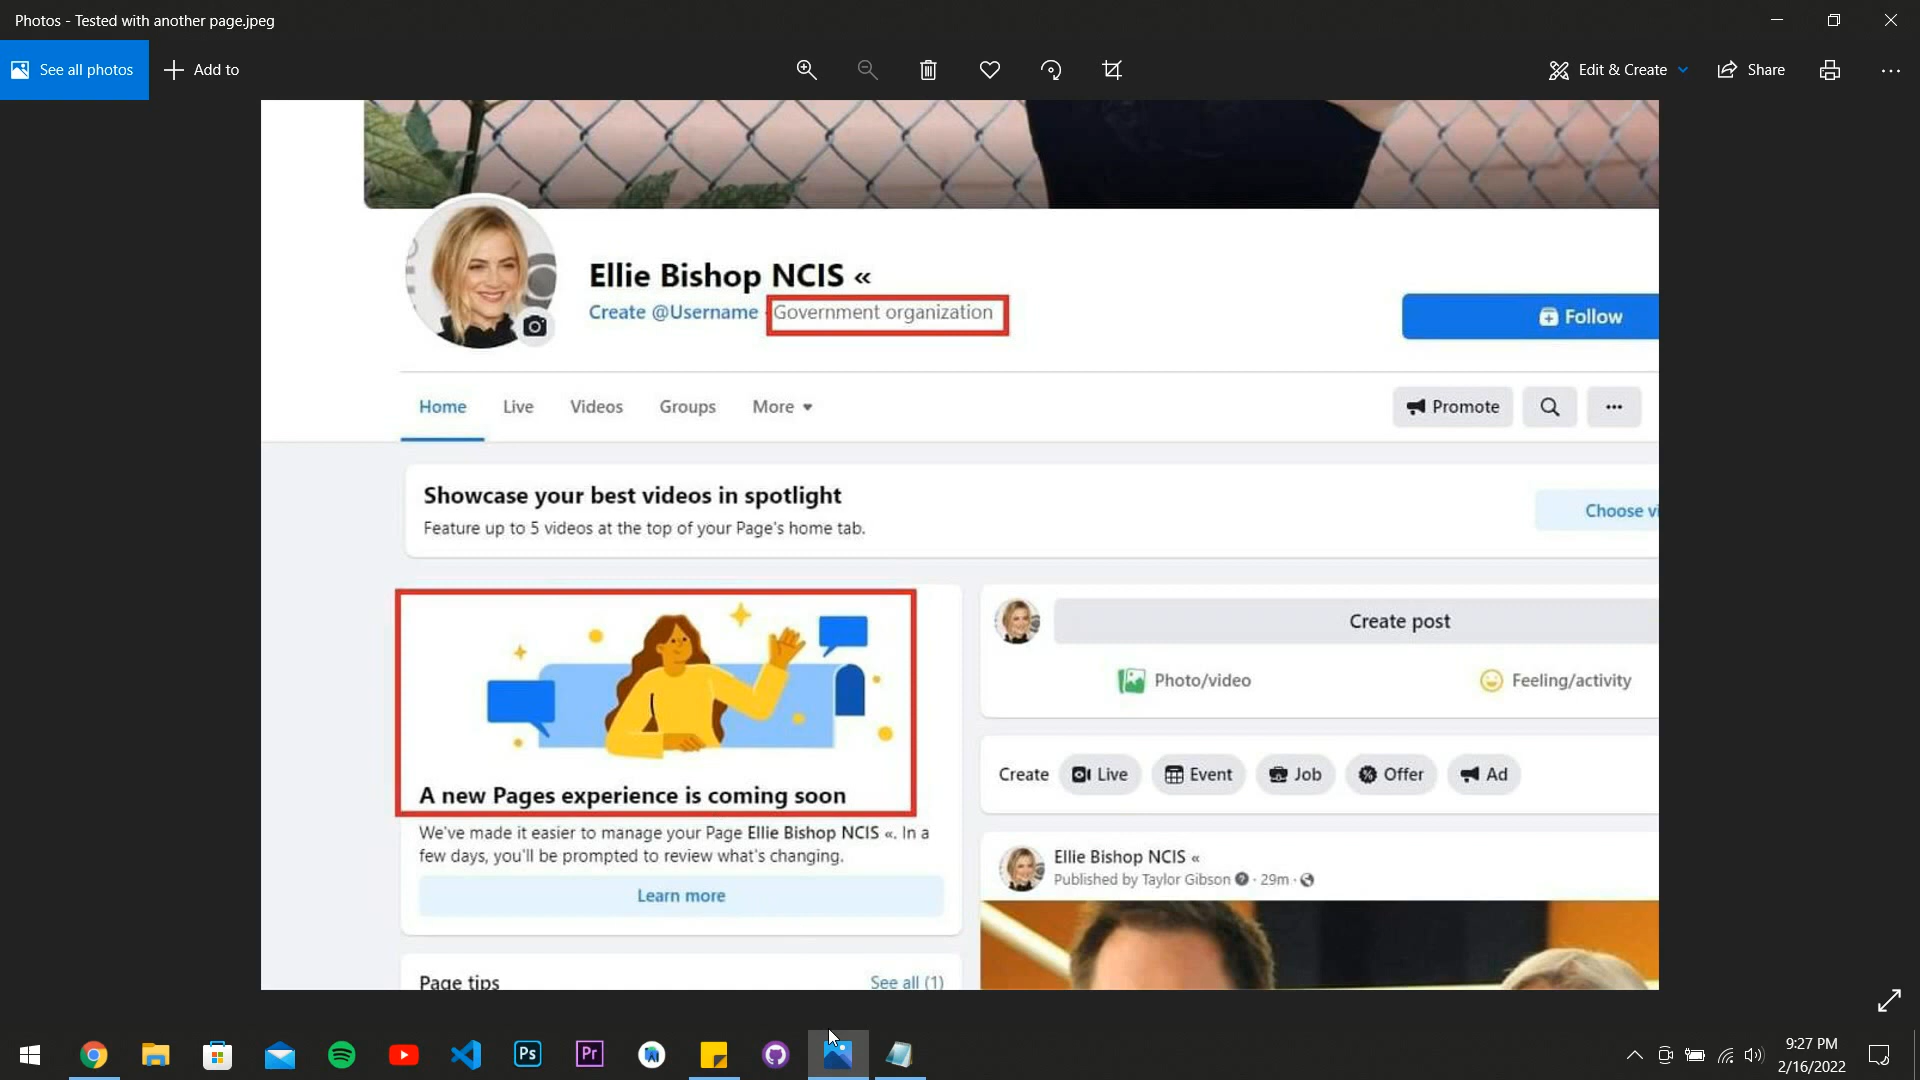 Photos - Tested with another page.jpeg
See all photos
Add to
Edit & Create
Share
Ellie Bishop NCIS «
Create @Username · Government organization
Follow
Home
Live
Videos
Groups
More
Promote
Showcase your best videos in spotlight
Feature up to 5 videos at the top of your Page's home tab.
Choose vi
A new Pages experience is coming soon
We've made it easier to manage your Page Ellie Bishop NCIS «. In a
few days, you'll be prompted to review what's changing.
Learn more
Page tips
See all (1)
Create post
Photo/video
Feeling/activity
Create
Live
Event
Job
Offer
Ad
Ellie Bishop NCIS «
Published by Taylor Gibson · 29m ·
Ps
Pr
9:27 PM
2/16/2022